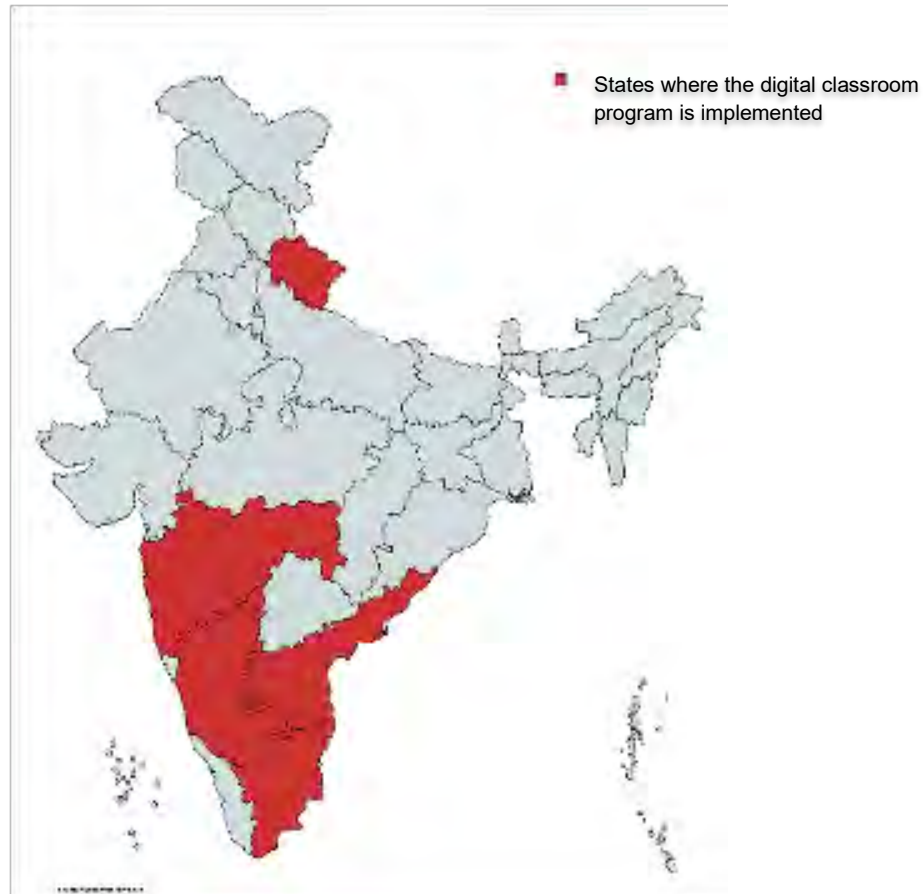 States where the digital classroom
program is implemented